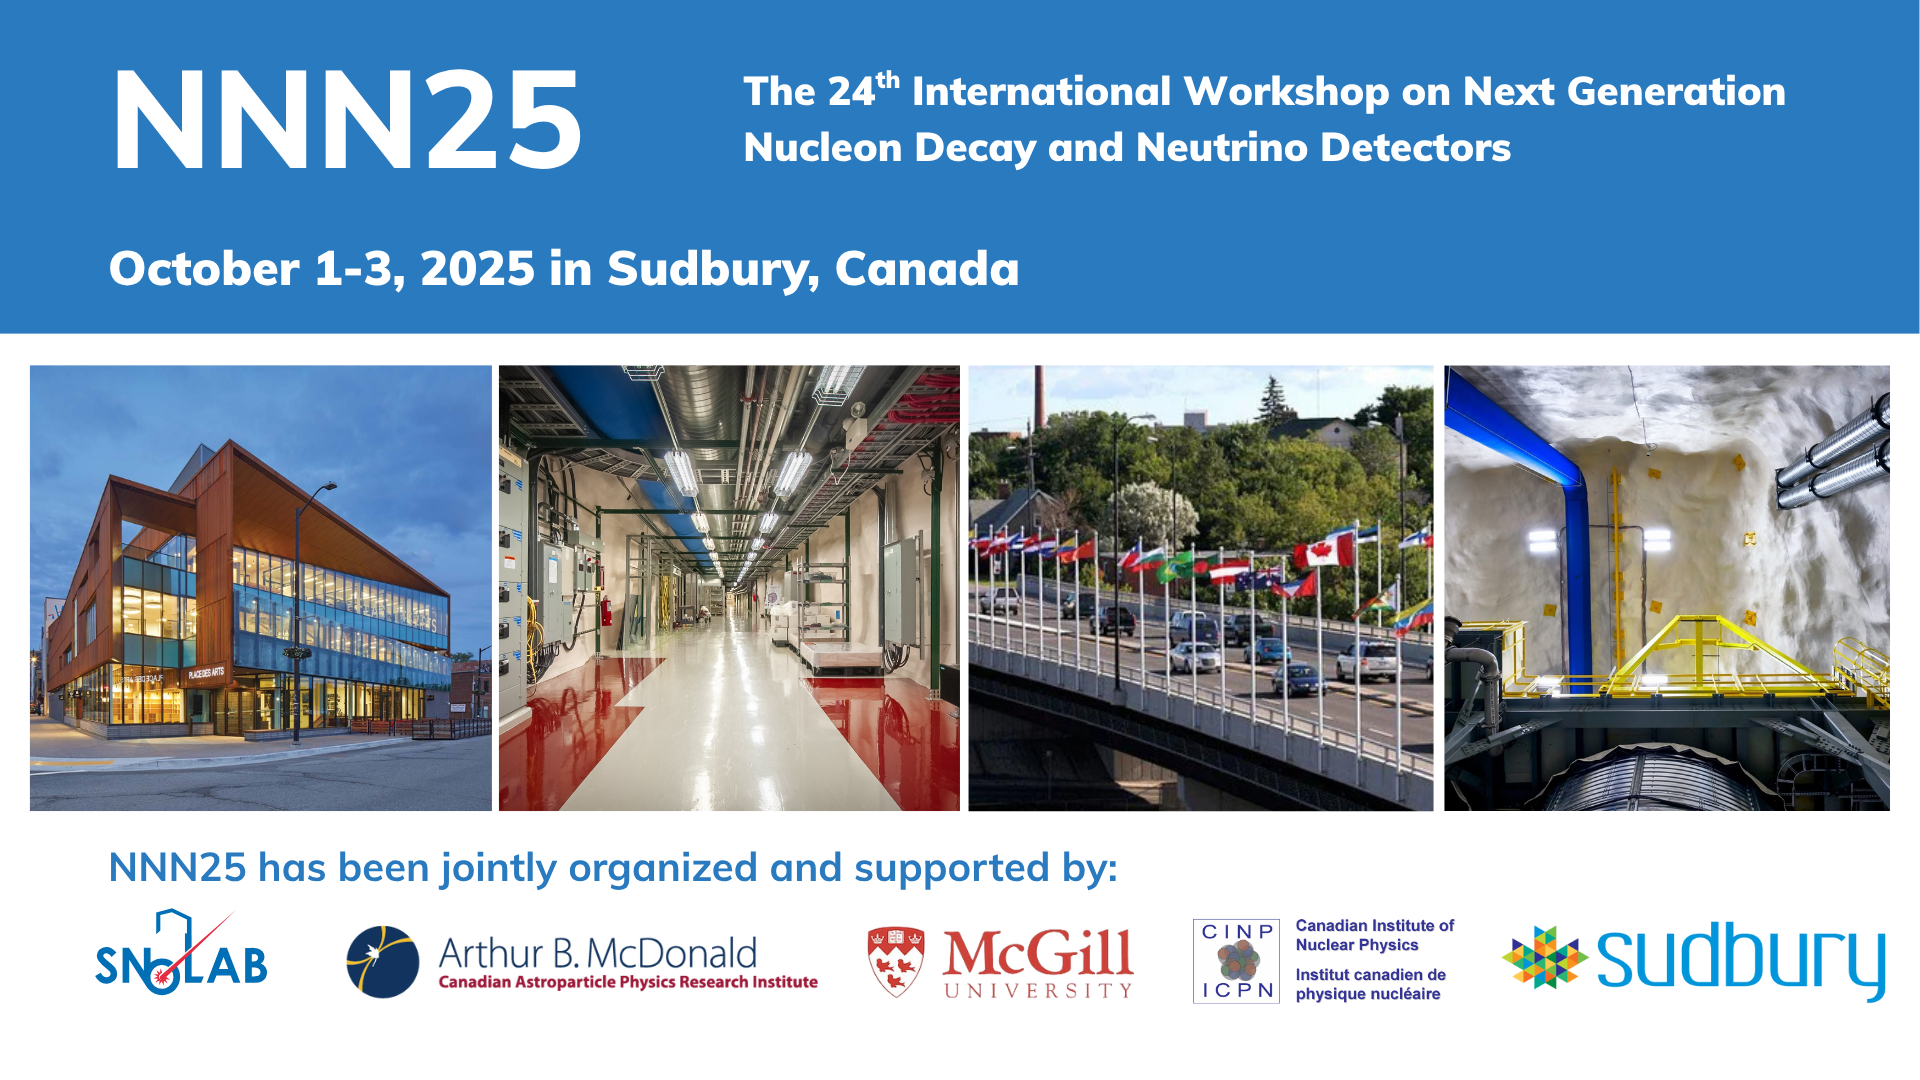 NNN25
The 24th International Workshop on Next Generation
Nucleon Decay and Neutrino Detectors
October 1-3, 2025 in Sudbury, Canada
PLACE DES ARTS
NNN25 has been jointly organized and supported by:
SNOLAB
Arthur B. McDonald
Canadian Astroparticle Physics Research Institute
McGill
UNIVERSITY
CINP
ICPN
Canadian Institute of
Nuclear Physics
Institut canadien de
physique nucléaire
sudbury